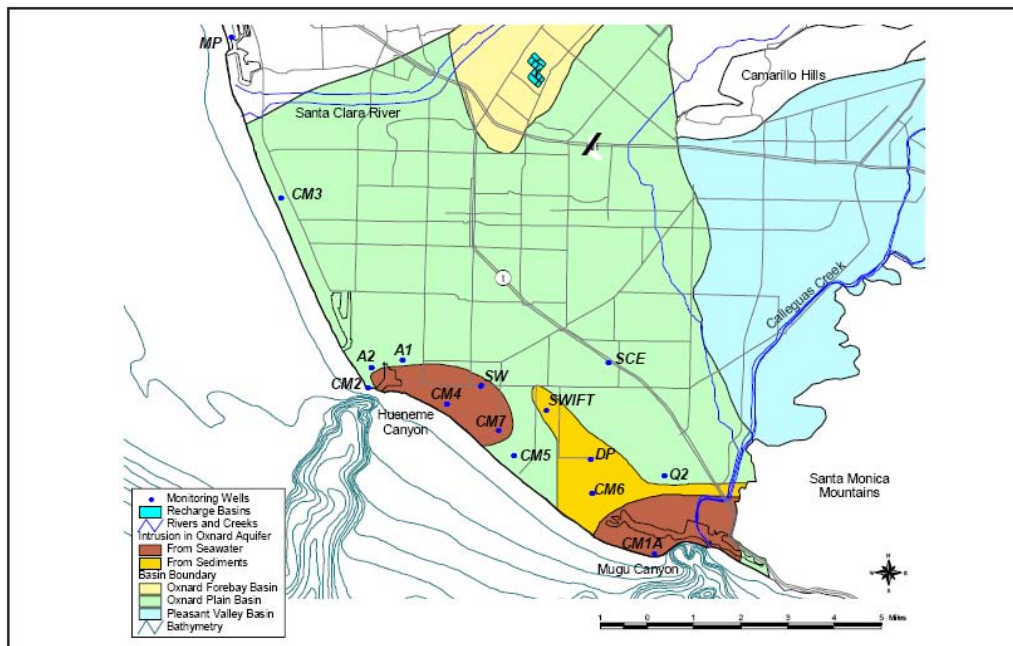 MP
Camarillo Hills
Santa Clara River
CM3
1
Calleguas Creek
A2
A1
SCE
CM2
SW
CM4
SWIFT
Hueneme
Canyon
CM7
CM5
DP
Q2
Santa Monica
Mountains
CM6
CM1A
Mugu Canyon
Monitoring Wells
Recharge Basins
Rivers and Creeks
Intrusion in Oxnard Aquifer
From Seawater
From Sediments
Basin Boundary
Oxnard Forebay Basin
Oxnard Plain Basin
Pleasant Valley Basin
Bathymetry
1 0 1 2 3 4 5 Miles